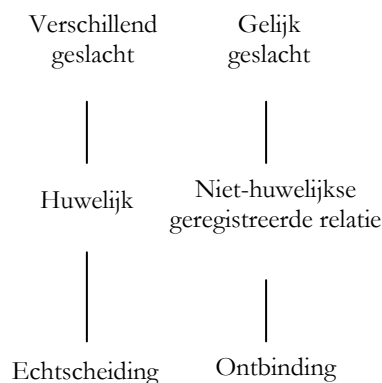 Verschillend
geslacht
Gelijk
geslacht
Huwelijk
Niet-huwelijkse
geregistreerde relatie
Echtscheiding
Ontbinding